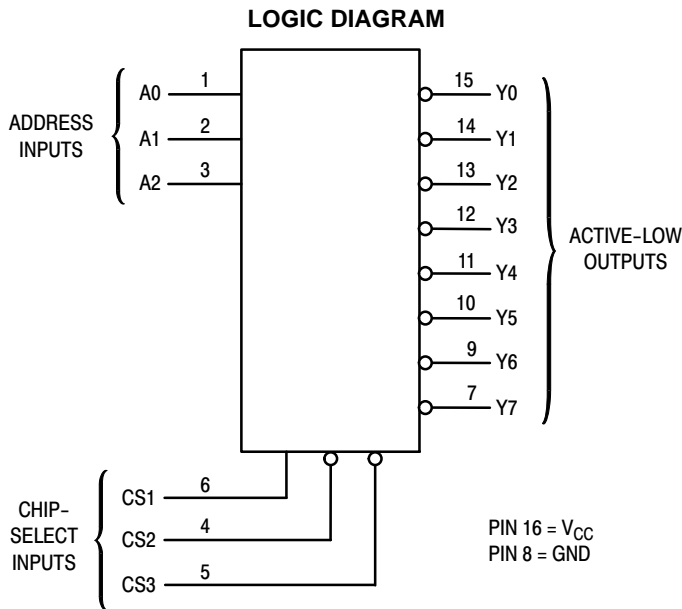 LOGIC DIAGRAM
ADDRESS
INPUTS
A0 1
A1 2
A2 3
15 Y0
14 Y1
13 Y2
12 Y3
11 Y4
10 Y5
9 Y6
7 Y7
ACTIVE-LOW
OUTPUTS
CHIP-
SELECT
INPUTS
CS1 6
CS2 4
CS3 5
PIN 16 = VCC
PIN 8 = GND